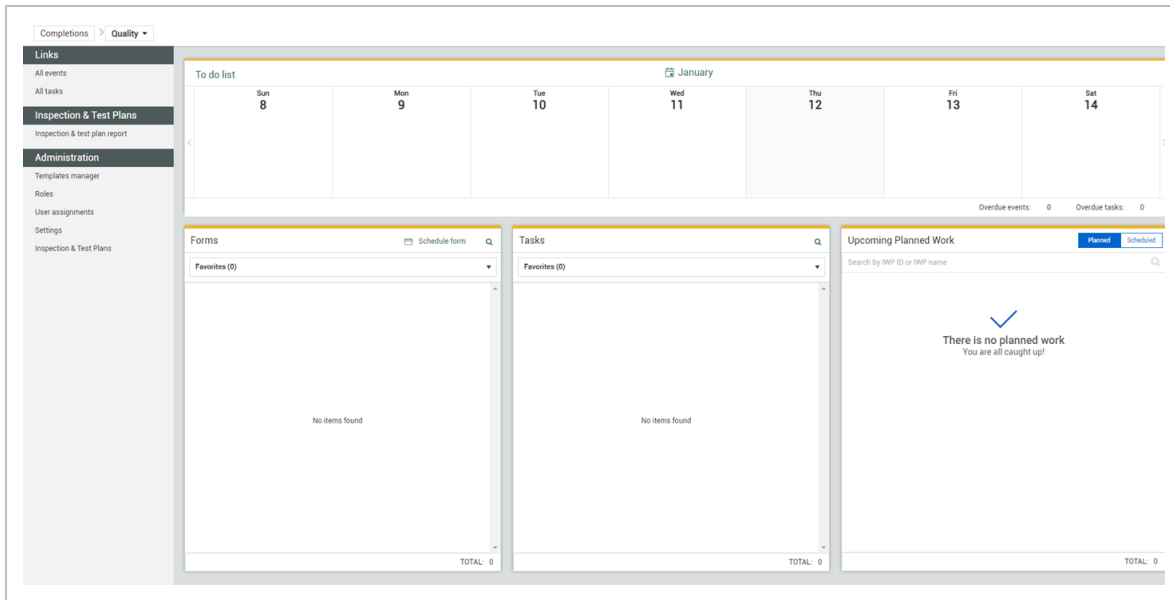 Completions > Quality
Links
All events
All tasks
Inspection & Test Plans
Inspection & test plan report
Administration
Templates manager
Roles
User assignments
Settings
Inspection & Test Plans
To do list
January
Sun Mon Tue Wed Thu Fri Sat
8 9 10 11 12 13 14
Overdue events: 0 Overdue tasks: 0
Forms Schedule form
Favorites (0)
No items found
TOTAL: 0
Tasks
Favorites (0)
No items found
TOTAL: 0
Upcoming Planned Work Planned Scheduled
Search by IWP ID or IWP name
There is no planned work
You are all caught up!
TOTAL: 0